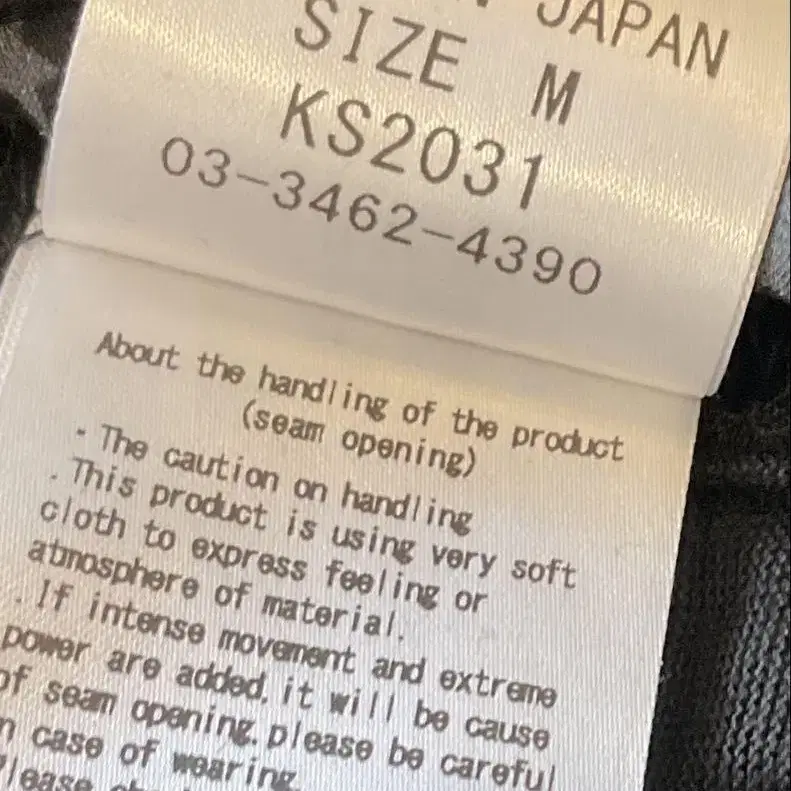 JAPAN
SIZE M
KS2031
03-3462-4390
About the handling of the product
(seam opening)
- The caution on handling
. This product is using very soft
cloth to express feeling or
atmosphere of material.
. If intense movement and extreme
power are added, it will be cause
of seam opening. please be careful
case of wearing.